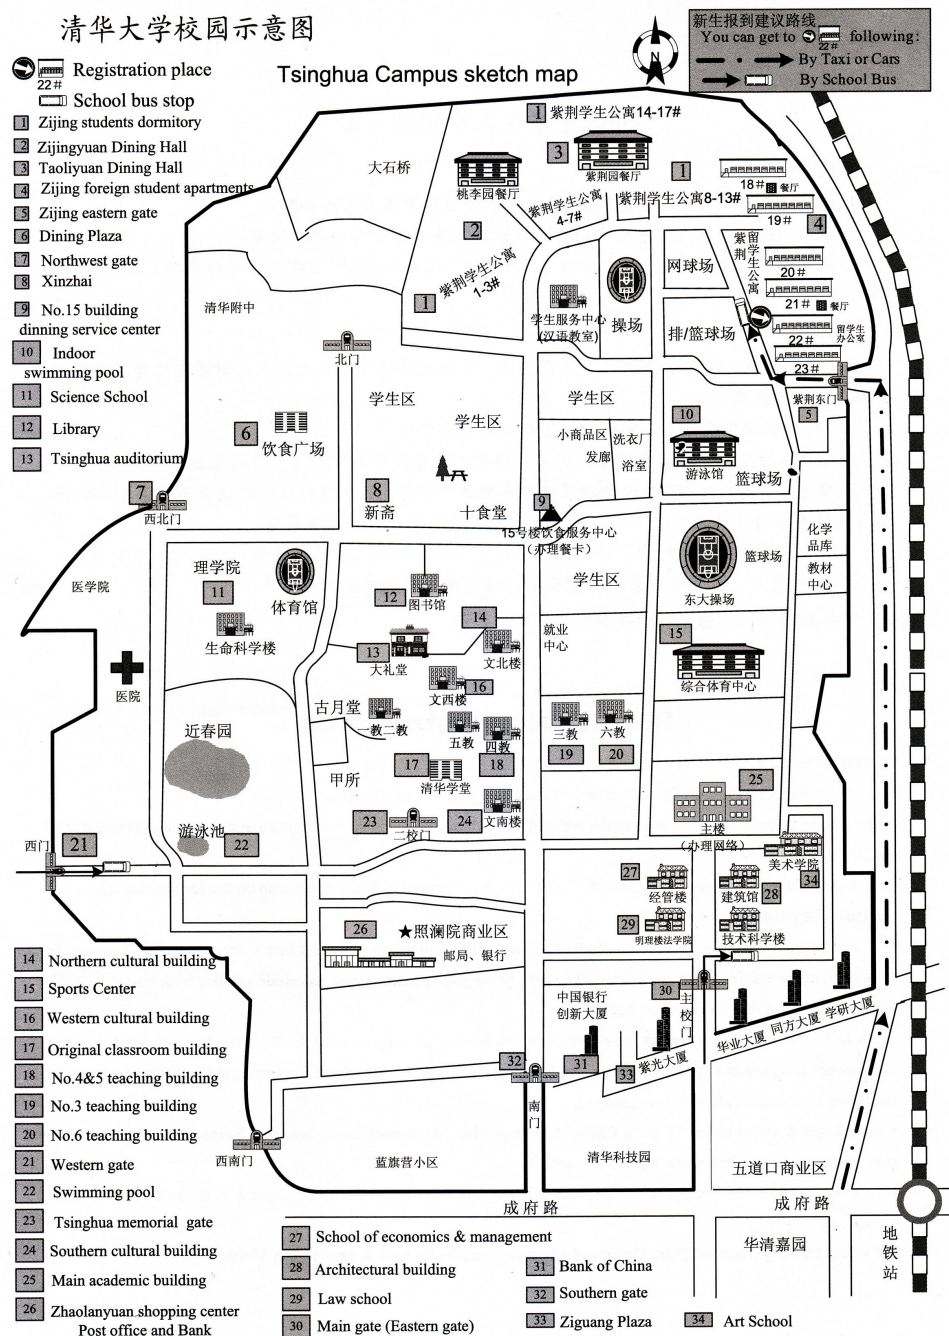 清华大学校园示意图
Tsinghua Campus sketch map
N
新生报到建议路线
You can get to 22# following:
By Taxi or Cars
By School Bus
22#
Registration place
School bus stop
1 Zijing students dormitory
2 Zijingyuan Dining Hall
3 Taoliyuan Dining Hall
4 Zijing foreign student apartments
5 Zijing eastern gate
6 Dining Plaza
7 Northwest gate
8 Xinzhai
9 No.15 building
dinning service center
10 Indoor
swimming pool
11 Science School
12 Library
13 Tsinghua auditorium
1 紫荆学生公寓14-17#
大石桥
3 紫荆园餐厅
桃李园餐厅
1
18# 餐厅
紫荆学生公寓
4-7#
紫荆学生公寓8-13#
19#
4
2
紫荆
留学生公寓
20#
网球场
1 紫荆学生公寓
1-3#
清华附中
学生服务中心
(汉语教室)
操场
排/篮球场
21# 餐厅
22#
留学生
办公室
23#
北门
紫荆东门
5
学生区
学生区
学生区
10
6 饮食广场
小商品区
发廊
洗衣厂
浴室
游泳馆
篮球场
7
西北门
8
新斋
十食堂
9
15号楼饮食服务中心
(办理餐卡)
化学
品库
篮球场
教材
中心
医学院
理学院
11
体育馆
12 图书馆
学生区
东大操场
生命科学楼
13 大礼堂
14
文北楼
就业
中心
15
综合体育中心
医院
文西楼 16
近春园
古月堂
一教二教
五教
四教
三教
六教
17 清华学堂
18
19
20
甲所
25
游泳池
22
23 二校门
24 文南楼
主楼
(办理网络)
西门
21
美术学院
34
27 经管楼
建筑馆
28
29
明理楼法学院
技术科学楼
26 ★照澜院商业区
邮局、银行
30
主校门
中国银行
创新大厦
华业大厦 同方大厦 学研大厦
32
31
33
紫光大厦
南门
西南门
蓝旗营小区
清华科技园
五道口商业区
成府路
成府路
华清嘉园
地铁站
14 Northern cultural building
15 Sports Center
16 Western cultural building
17 Original classroom building
18 No.4&5 teaching building
19 No.3 teaching building
20 No.6 teaching building
21 Western gate
22 Swimming pool
23 Tsinghua memorial gate
24 Southern cultural building
25 Main academic building
26 Zhaolanyuan shopping center
Post office and Bank
27 School of economics & management
28 Architectural building
29 Law school
30 Main gate (Eastern gate)
31 Bank of China
32 Southern gate
33 Ziguang Plaza
34 Art School